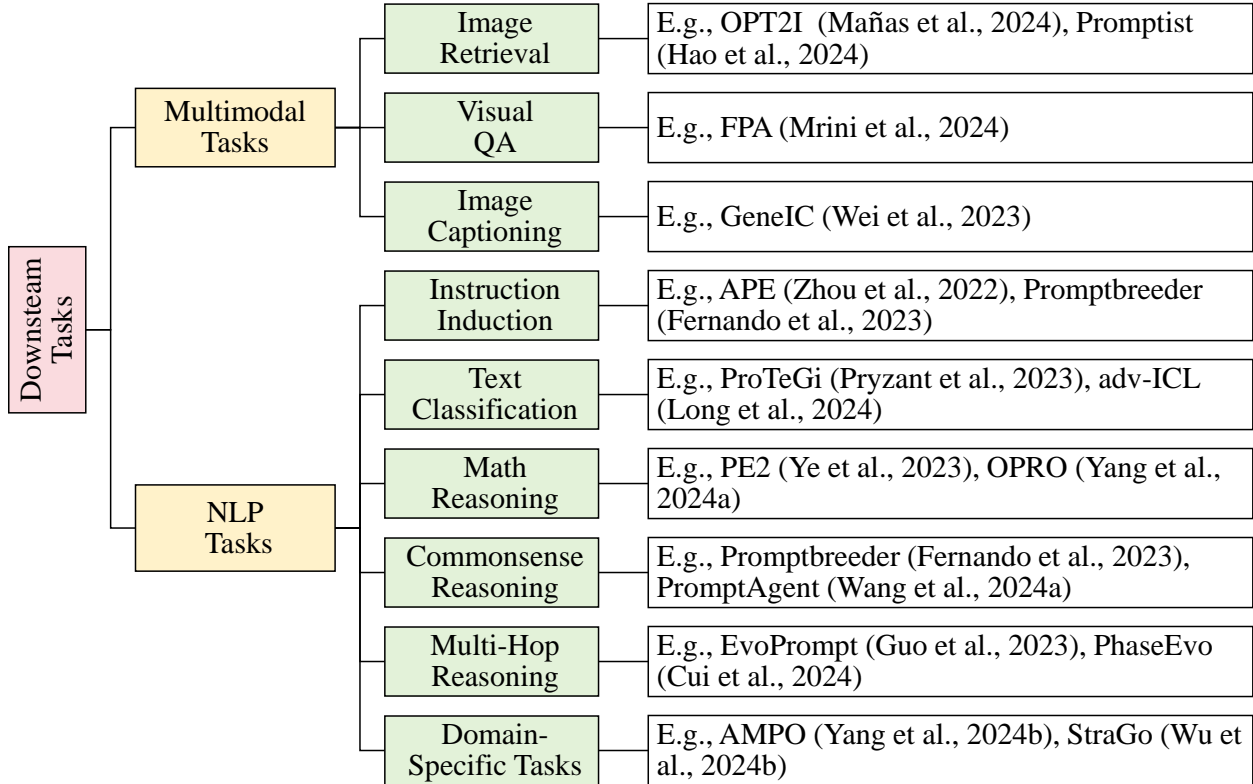 Downsteam
Tasks
Multimodal
Tasks
Image
Retrieval
E.g., OPT2I (Mañas et al., 2024), Promptist
(Hao et al., 2024)
Visual
QA
E.g., FPA (Mrini et al., 2024)
Image
Captioning
E.g., GeneIC (Wei et al., 2023)
NLP
Tasks
Instruction
Induction
E.g., APE (Zhou et al., 2022), Promptbreeder
(Fernando et al., 2023)
Text
Classification
E.g., ProTeGi (Pryzant et al., 2023), adv-ICL
(Long et al., 2024)
Math
Reasoning
E.g., PE2 (Ye et al., 2023), OPRO (Yang et al.,
2024a)
Commonsense
Reasoning
E.g., Promptbreeder (Fernando et al., 2023),
PromptAgent (Wang et al., 2024a)
Multi-Hop
Reasoning
E.g., EvoPrompt (Guo et al., 2023), PhaseEvo
(Cui et al., 2024)
Domain-
Specific Tasks
E.g., AMPO (Yang et al., 2024b), StraGo (Wu et
al., 2024b)